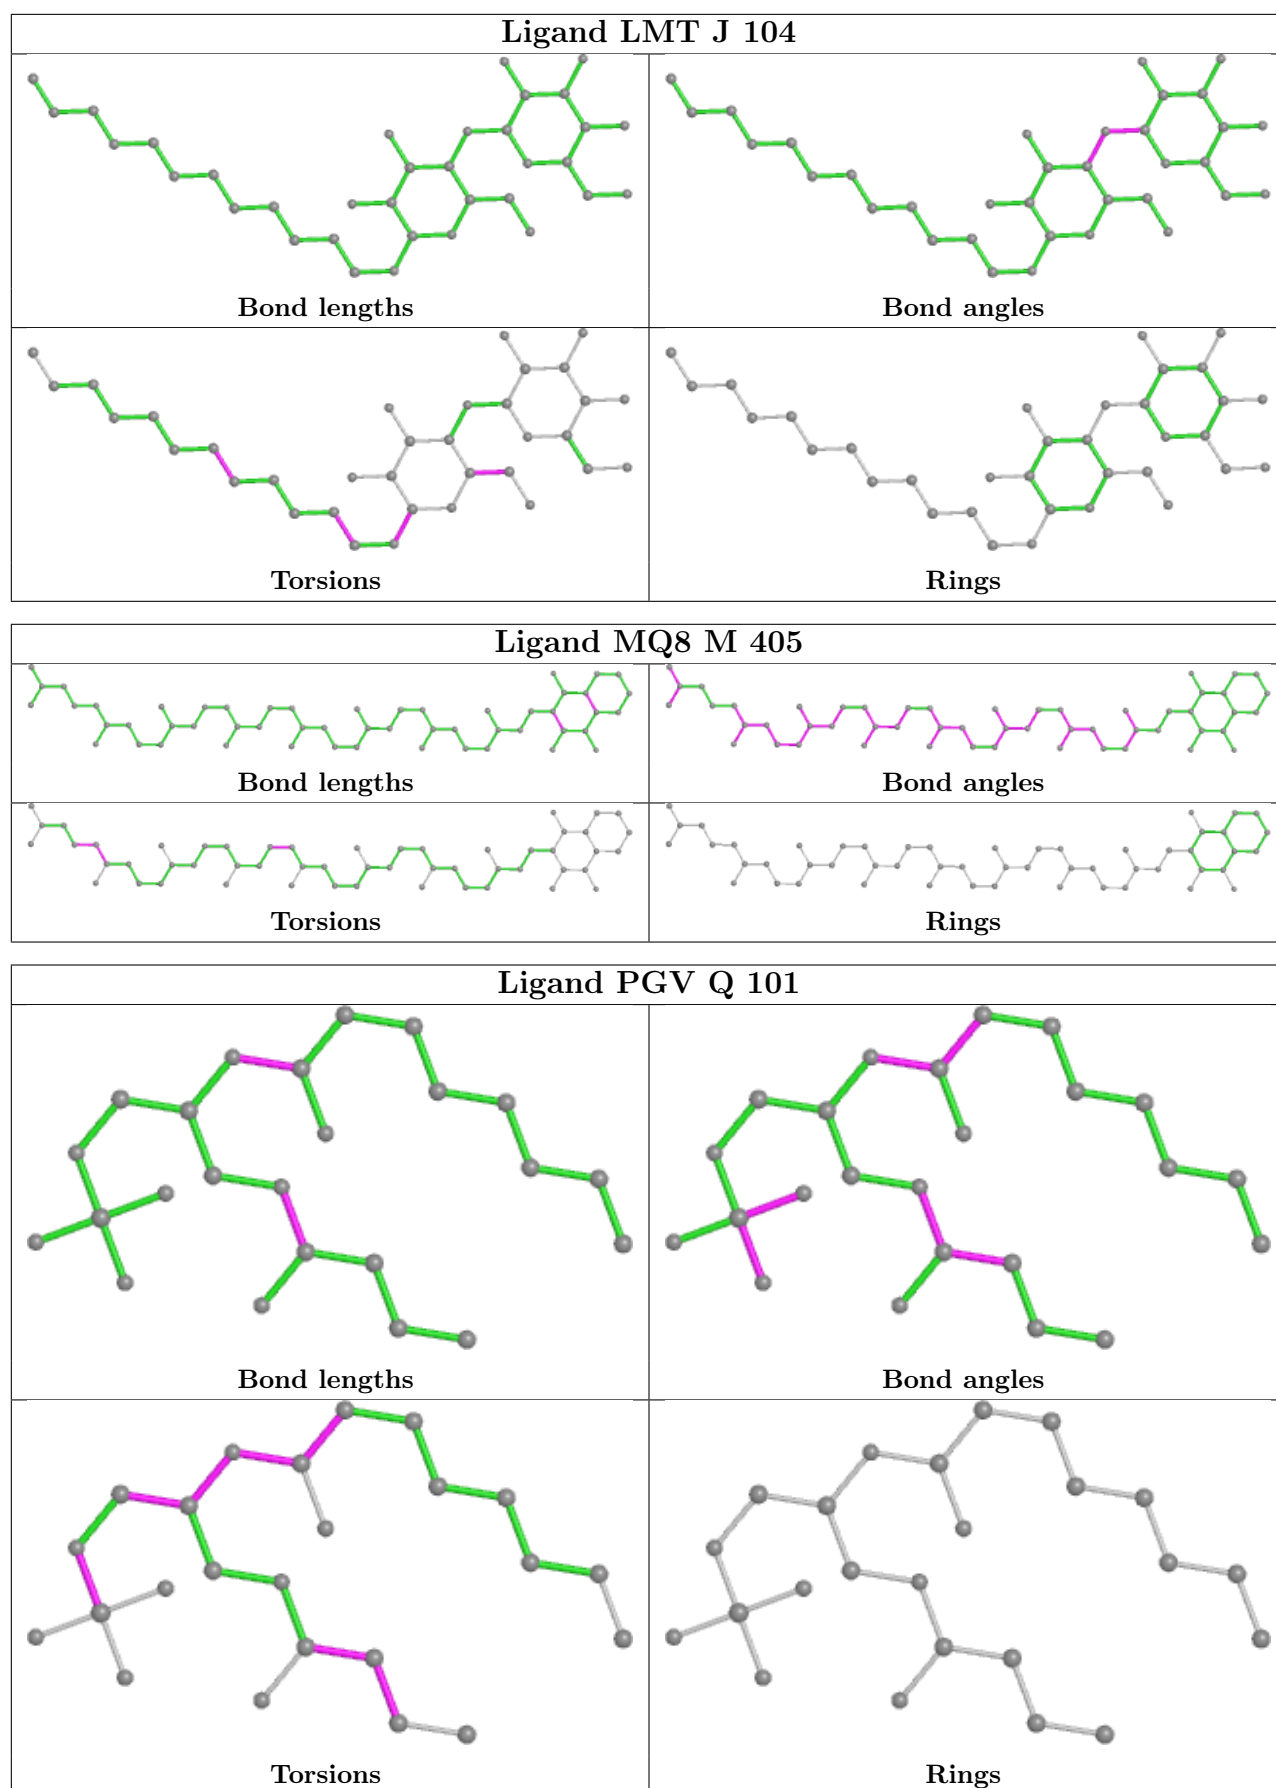 Ligand LMT J 104
Bond lengths
Bond angles
Torsions
Rings
Ligand MQ8 M 405
Bond lengths
Bond angles
Torsions
Rings
Ligand PGV Q 101
Bond lengths
Bond angles
Torsions
Rings